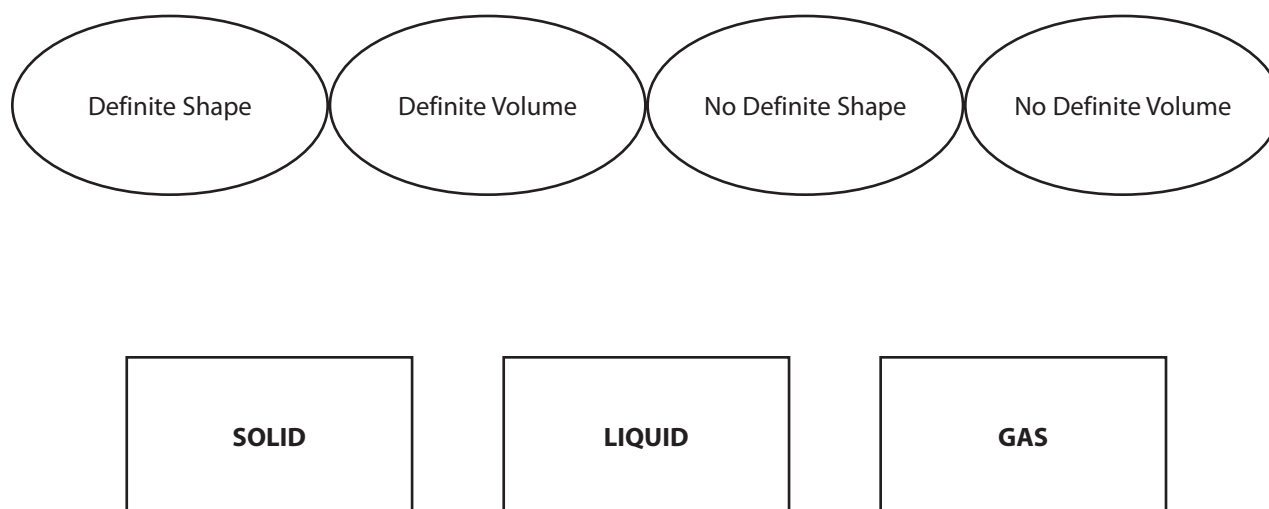 Definite Shape
Definite Volume
No Definite Shape
No Definite Volume
SOLID
LIQUID
GAS